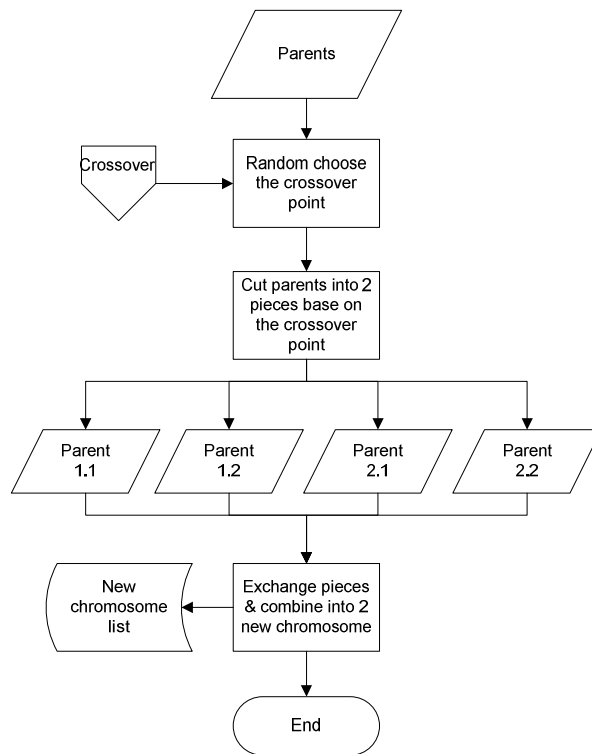 Parents
Crossover
Random choose
the crossover
point
Cut parents into 2
pieces base on
the crossover
point
Parent
1.1
Parent
1.2
Parent
2.1
Parent
2.2
New
chromosome
list
Exchange pieces
& combine into 2
new chromosome
End